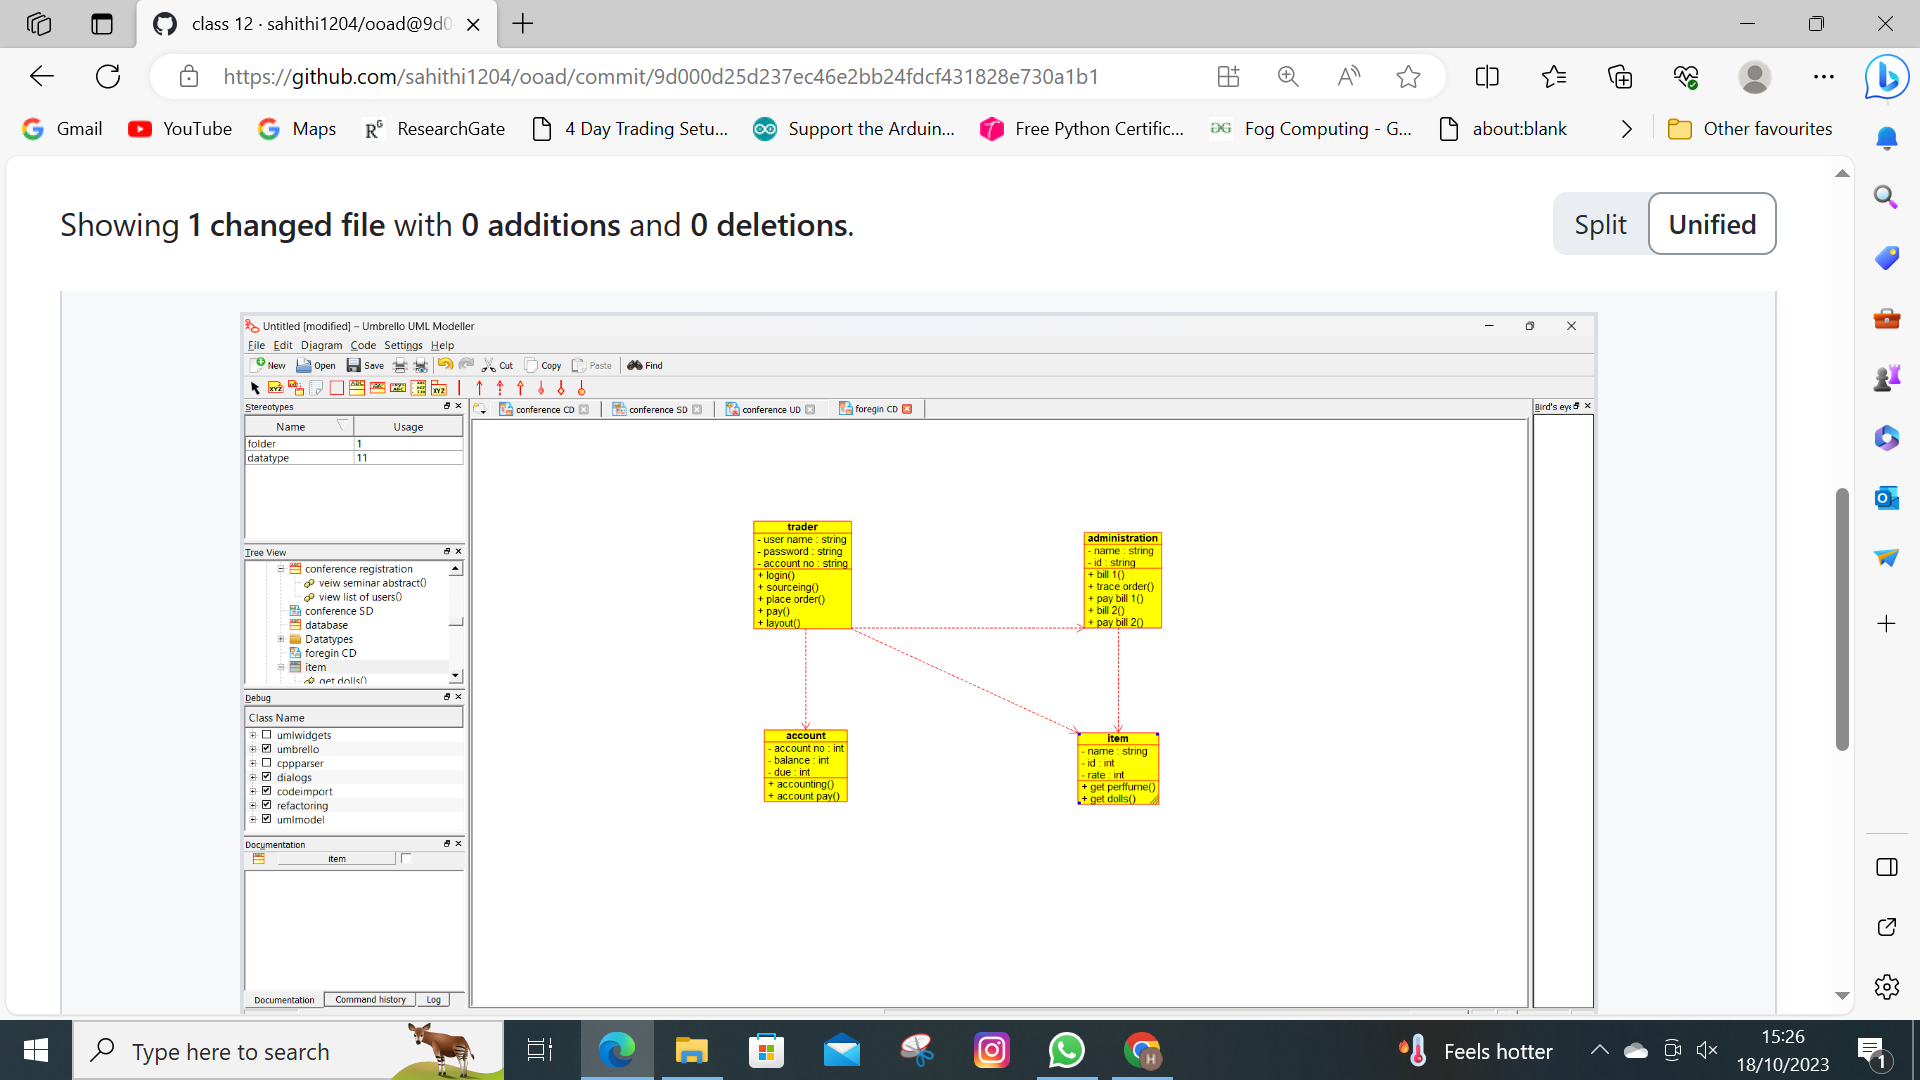 class 12 · sahithi1204/ooad@9d0
https://github.com/sahithi1204/ooad/commit/9d000d25d237ec46e2bb24fdcf431828e730a1b1
Gmail YouTube Maps ResearchGate 4 Day Trading Setu... Support the Arduin... Free Python Certific... Fog Computing - G... about:blank Other favourites
Showing 1 changed file with 0 additions and 0 deletions.
Split Unified
Untitled [modified] – Umbrello UML Modeller
File Edit Diagram Code Settings Help
New Open Save Cut Copy Paste Find
Stereotypes
conference CD conference SD conference UD foregin CD
Bird's eye
Name Usage
folder 1
datatype 11
Tree View
conference registration
veiw seminar abstract()
view list of users()
conference SD
database
Datatypes
foregin CD
item
get dolls()
Debug
Class Name
umlwidgets
umbrello
cppparser
dialogs
codeimport
refactoring
umlmodel
Documentation
item
Documentation Command history Log
trader
- user name : string
- password : string
- account no : string
+ login()
+ sourceing()
+ place order()
+ pay()
+ layout()
administration
- name : string
- id : string
+ bill 1()
+ trace order()
+ pay bill 1()
+ bill 2()
+ pay bill 2()
account
- account no : int
- balance : int
- due : int
+ accounting()
+ account pay()
item
- name : string
- id : int
- rate : int
+ get perffume()
+ get dolls()
Type here to search
Feels hotter
15:26
18/10/2023
1